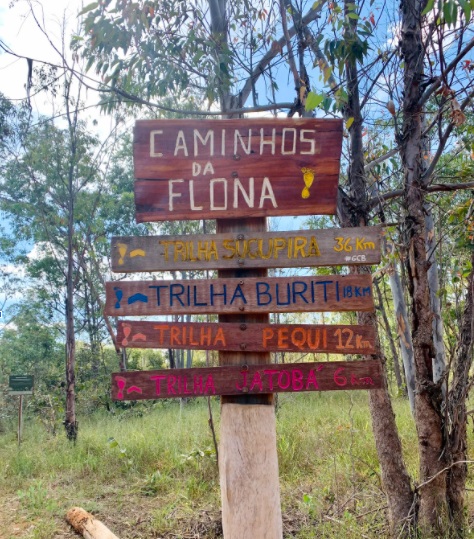 CAMINHOS
DA
FLONA
TRILHA SUCUPIRA 36 Km
@GCB
TRILHA BURITI 18 Km
TRILHA PEQUI 12 Km
TRILHA JATOBÁ 6 Km